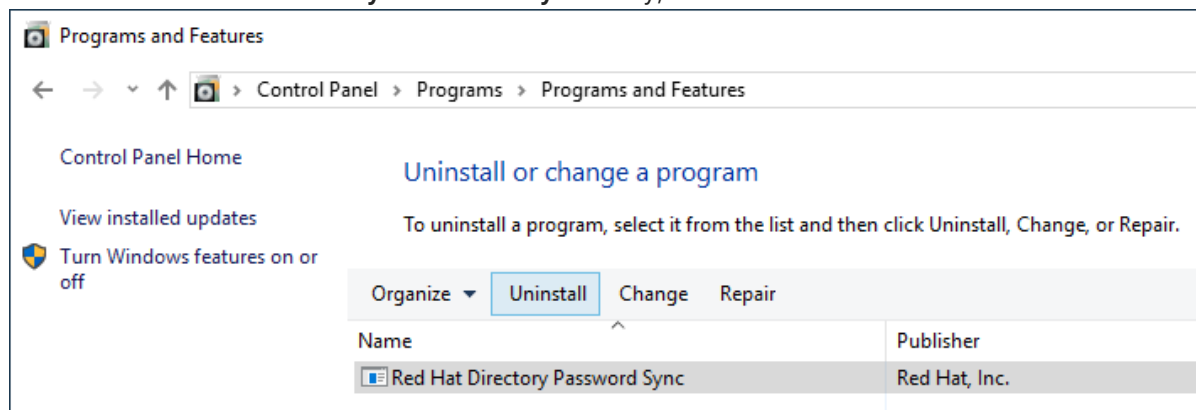 Programs and Features
Control Panel > Programs > Programs and Features
Control Panel Home
Uninstall or change a program
View installed updates
To uninstall a program, select it from the list and then click Uninstall, Change, or Repair.
Turn Windows features on or
off
Organize Uninstall Change Repair
Name Publisher
Red Hat Directory Password Sync Red Hat, Inc.